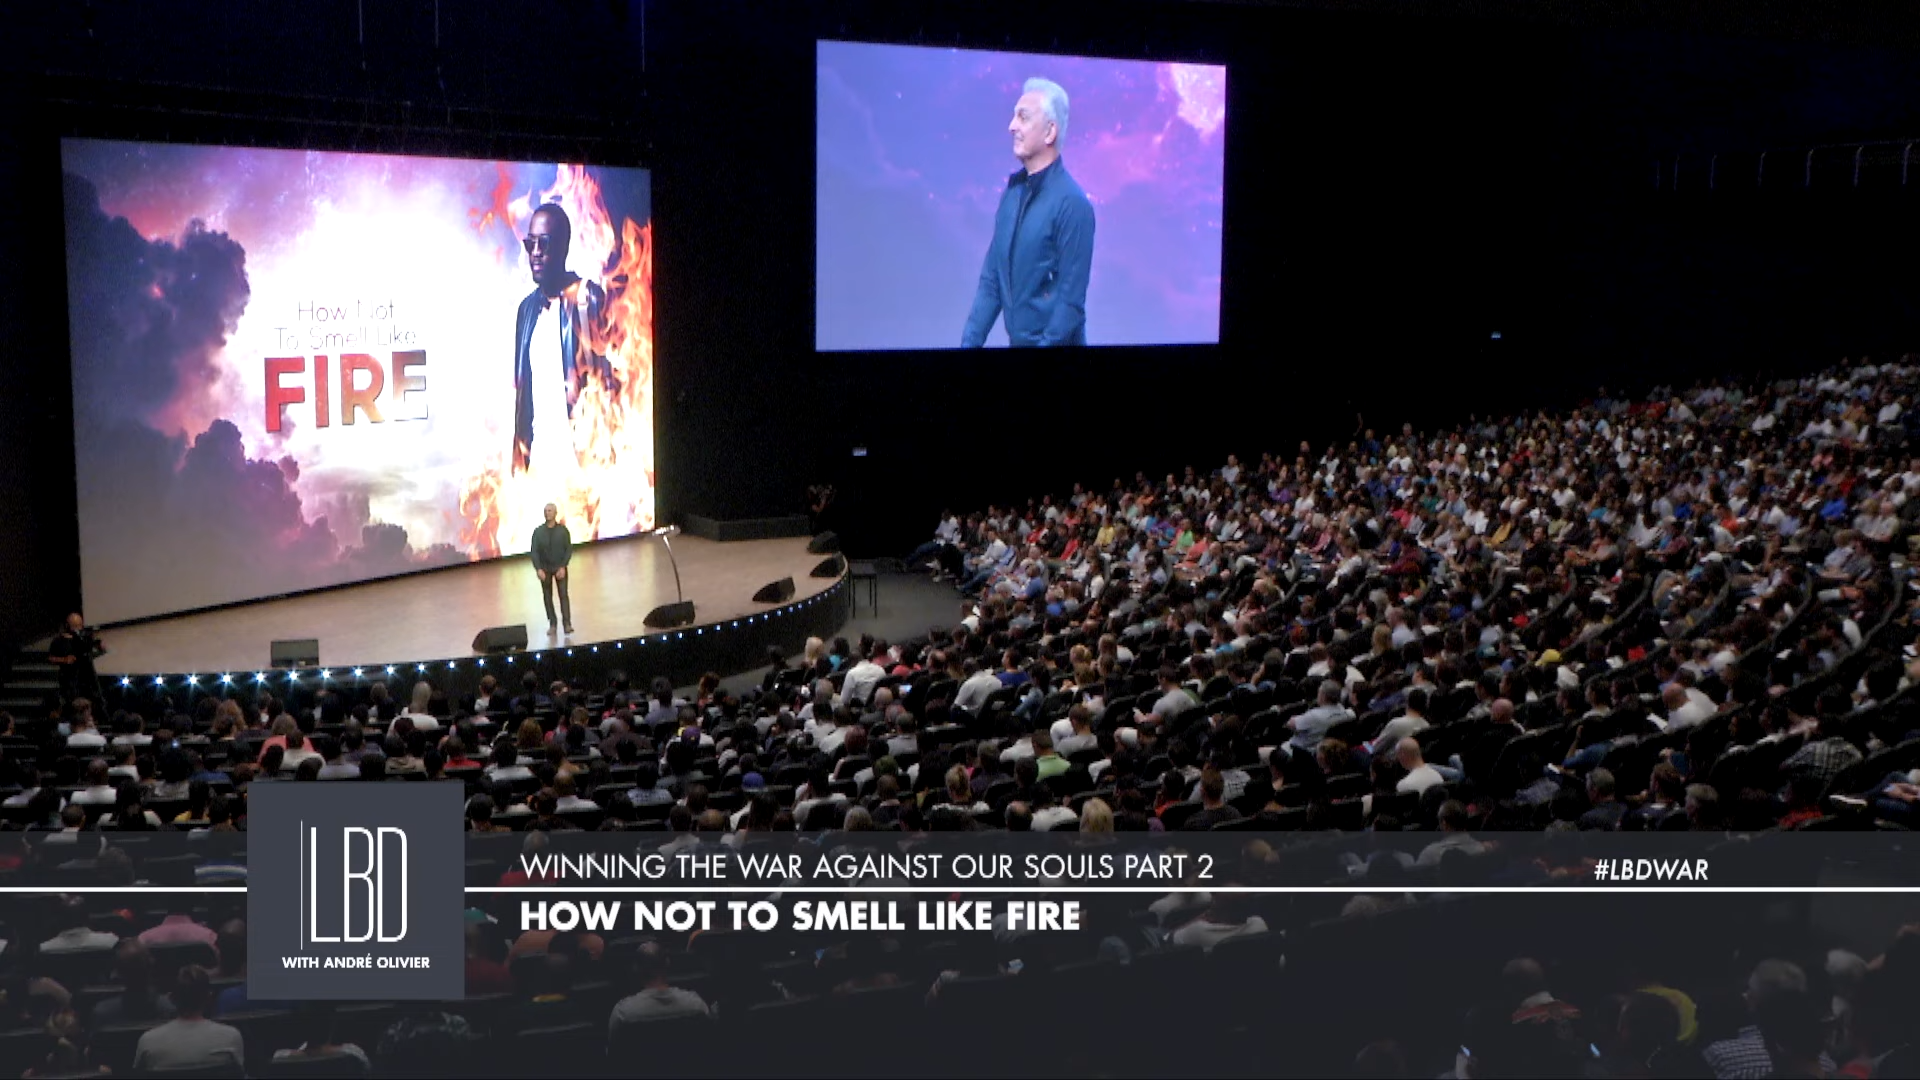 How Not
To Smell Like
FIRE
LBD
WITH ANDRÉ OLIVIER
WINNING THE WAR AGAINST OUR SOULS PART 2
#LBDWAR
HOW NOT TO SMELL LIKE FIRE